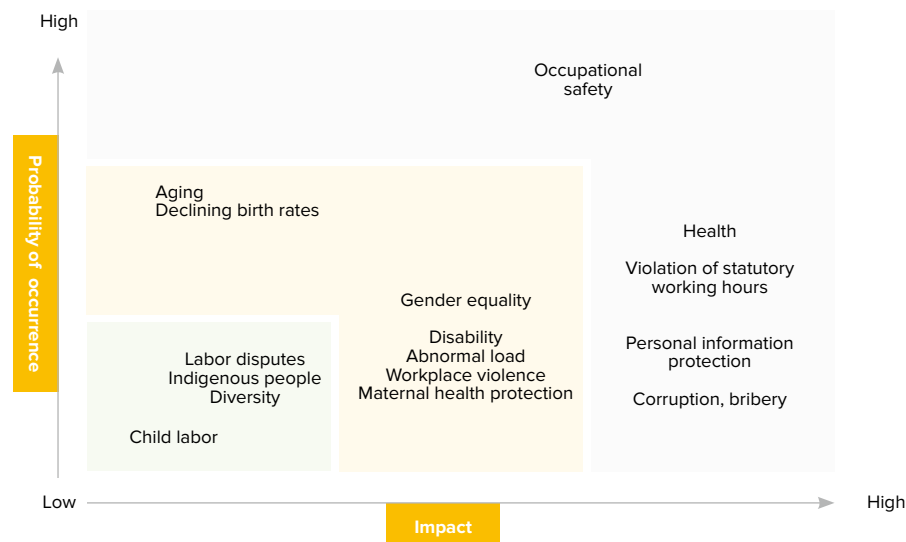 High
Occupational
safety
Probability of occurrence
Aging
Declining birth rates
Health
Violation of statutory
working hours
Gender equality
Disability
Abnormal load
Workplace violence
Maternal health protection
Personal information
protection
Corruption, bribery
Labor disputes
Indigenous people
Diversity
Child labor
Low
High
Impact